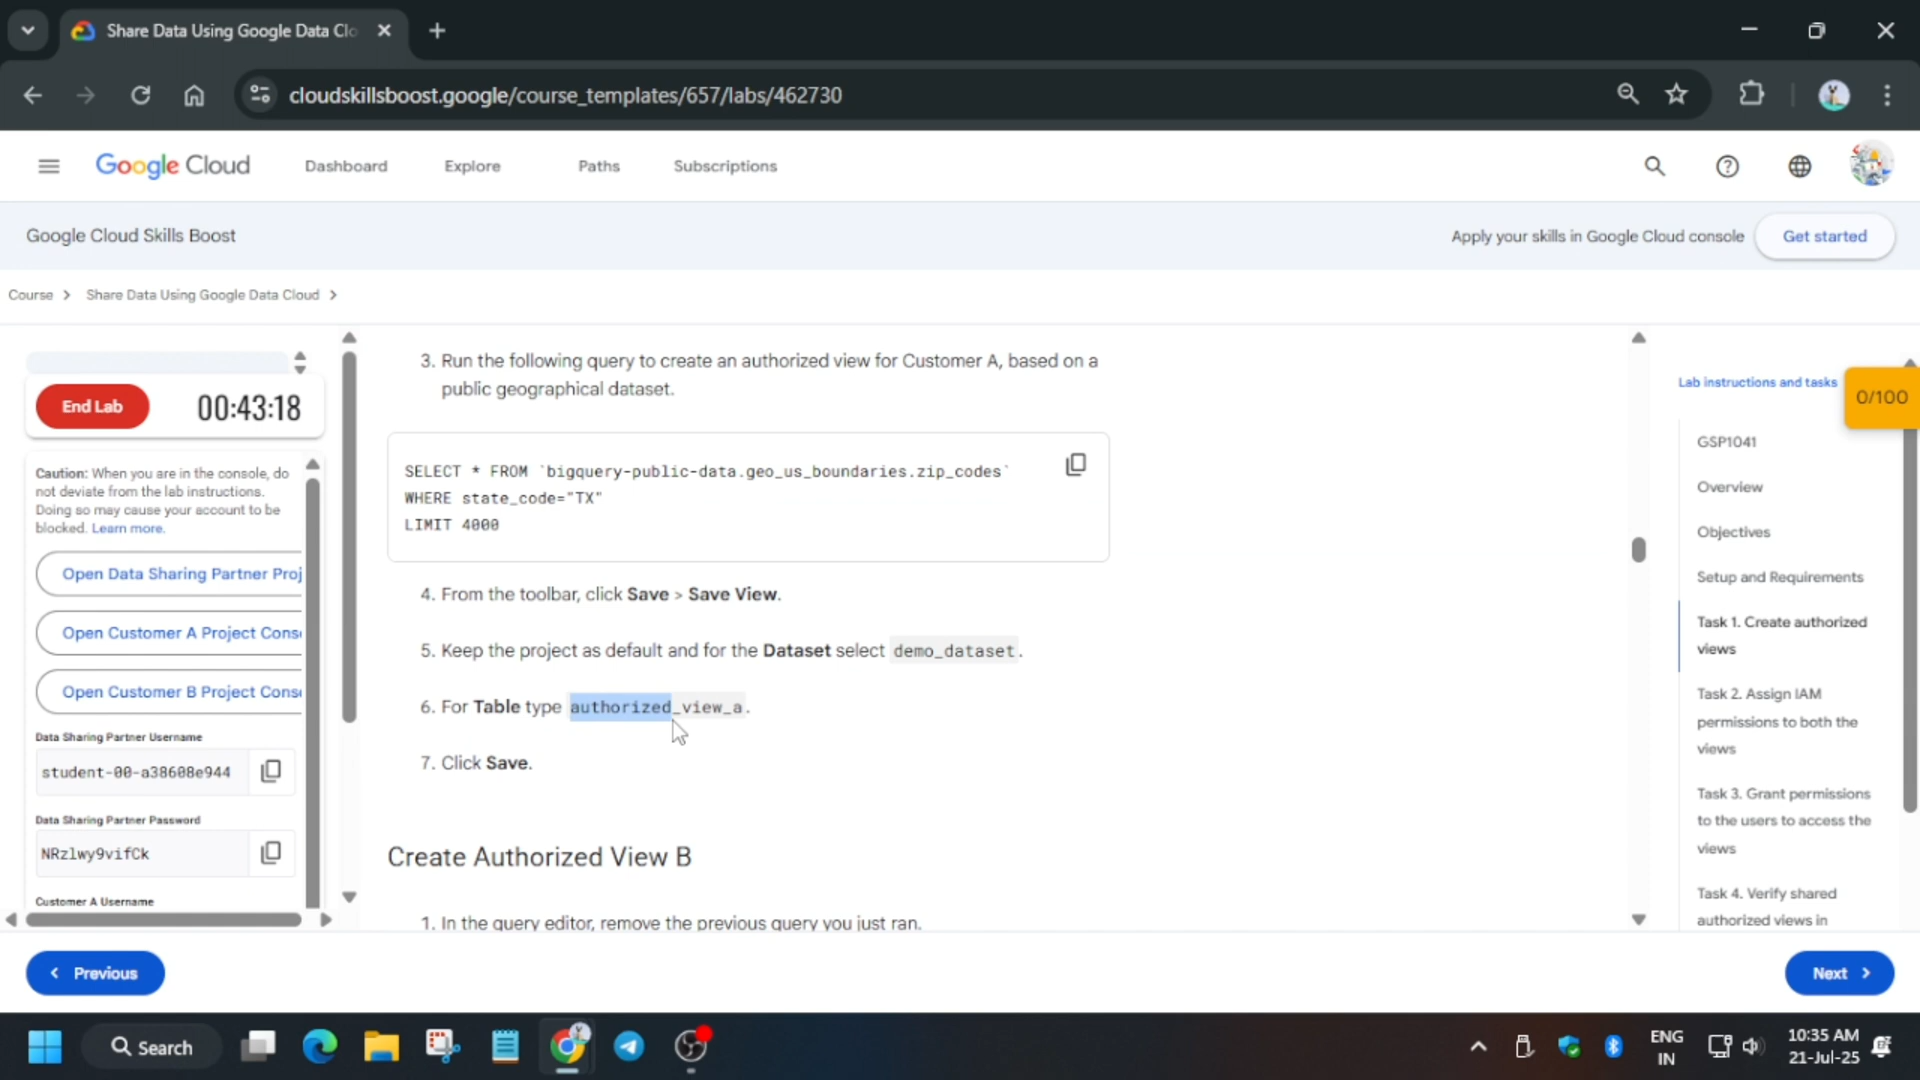 Share Data Using Google Data Clo
cloudskillsboost.google/course_templates/657/labs/462730
Google Cloud
Dashboard
Explore
Paths
Subscriptions
Google Cloud Skills Boost
Apply your skills in Google Cloud console
Get started
Course
Share Data Using Google Data Cloud
End Lab
00:43:18
Caution: When you are in the console, do
not deviate from the lab instructions.
Doing so may cause your account to be
blocked. Learn more.
Open Data Sharing Partner Proj
Open Customer A Project Cons
Open Customer B Project Cons
Data Sharing Partner Username
student-00-a38608e944
Data Sharing Partner Password
NRzlwy9vifCk
Customer A Username
3. Run the following query to create an authorized view for Customer A, based on a
public geographical dataset.
SELECT * FROM `bigquery-public-data.geo_us_boundaries.zip_codes`
WHERE state_code="TX"
LIMIT 4000
4. From the toolbar, click Save > Save View.
5. Keep the project as default and for the Dataset select demo_dataset.
6. For Table type authorized_view_a.
7. Click Save.
Create Authorized View B
1. In the query editor, remove the previous query you just ran.
Lab instructions and tasks
0/100
GSP1041
Overview
Objectives
Setup and Requirements
Task 1. Create authorized
views
Task 2. Assign IAM
permissions to both the
views
Task 3. Grant permissions
to the users to access the
views
Task 4. Verify shared
authorized views in
Previous
Next
Search
ENG
IN
10:35 AM
21-Jul-25